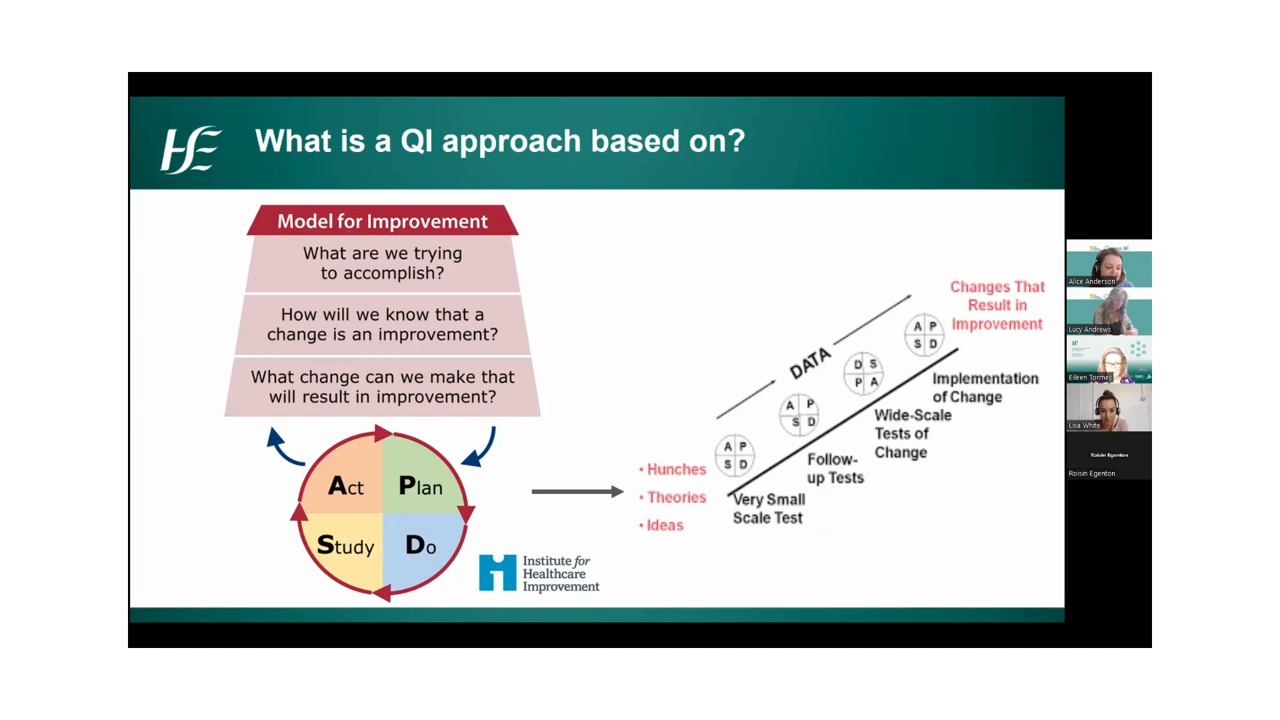 HSE
What is a QI approach based on?
Model for Improvement
What are we trying
to accomplish?
How will we know that a
change is an improvement?
What change can we make that
will result in improvement?
Act
Plan
Study
Do
Institute for
Healthcare
Improvement
• Hunches
• Theories
• Ideas
A P
S D
A P
S D
D S
P A
A P
S D
DATA
Very Small
Scale Test
Follow-
up Tests
Wide-Scale
Tests of
Change
Implementation
of Change
Changes That
Result in
Improvement
Alice Anderson
Lucy Andrews
Eileen Tormey
Lisa White
Roisin Egenton
Roisin Egenton